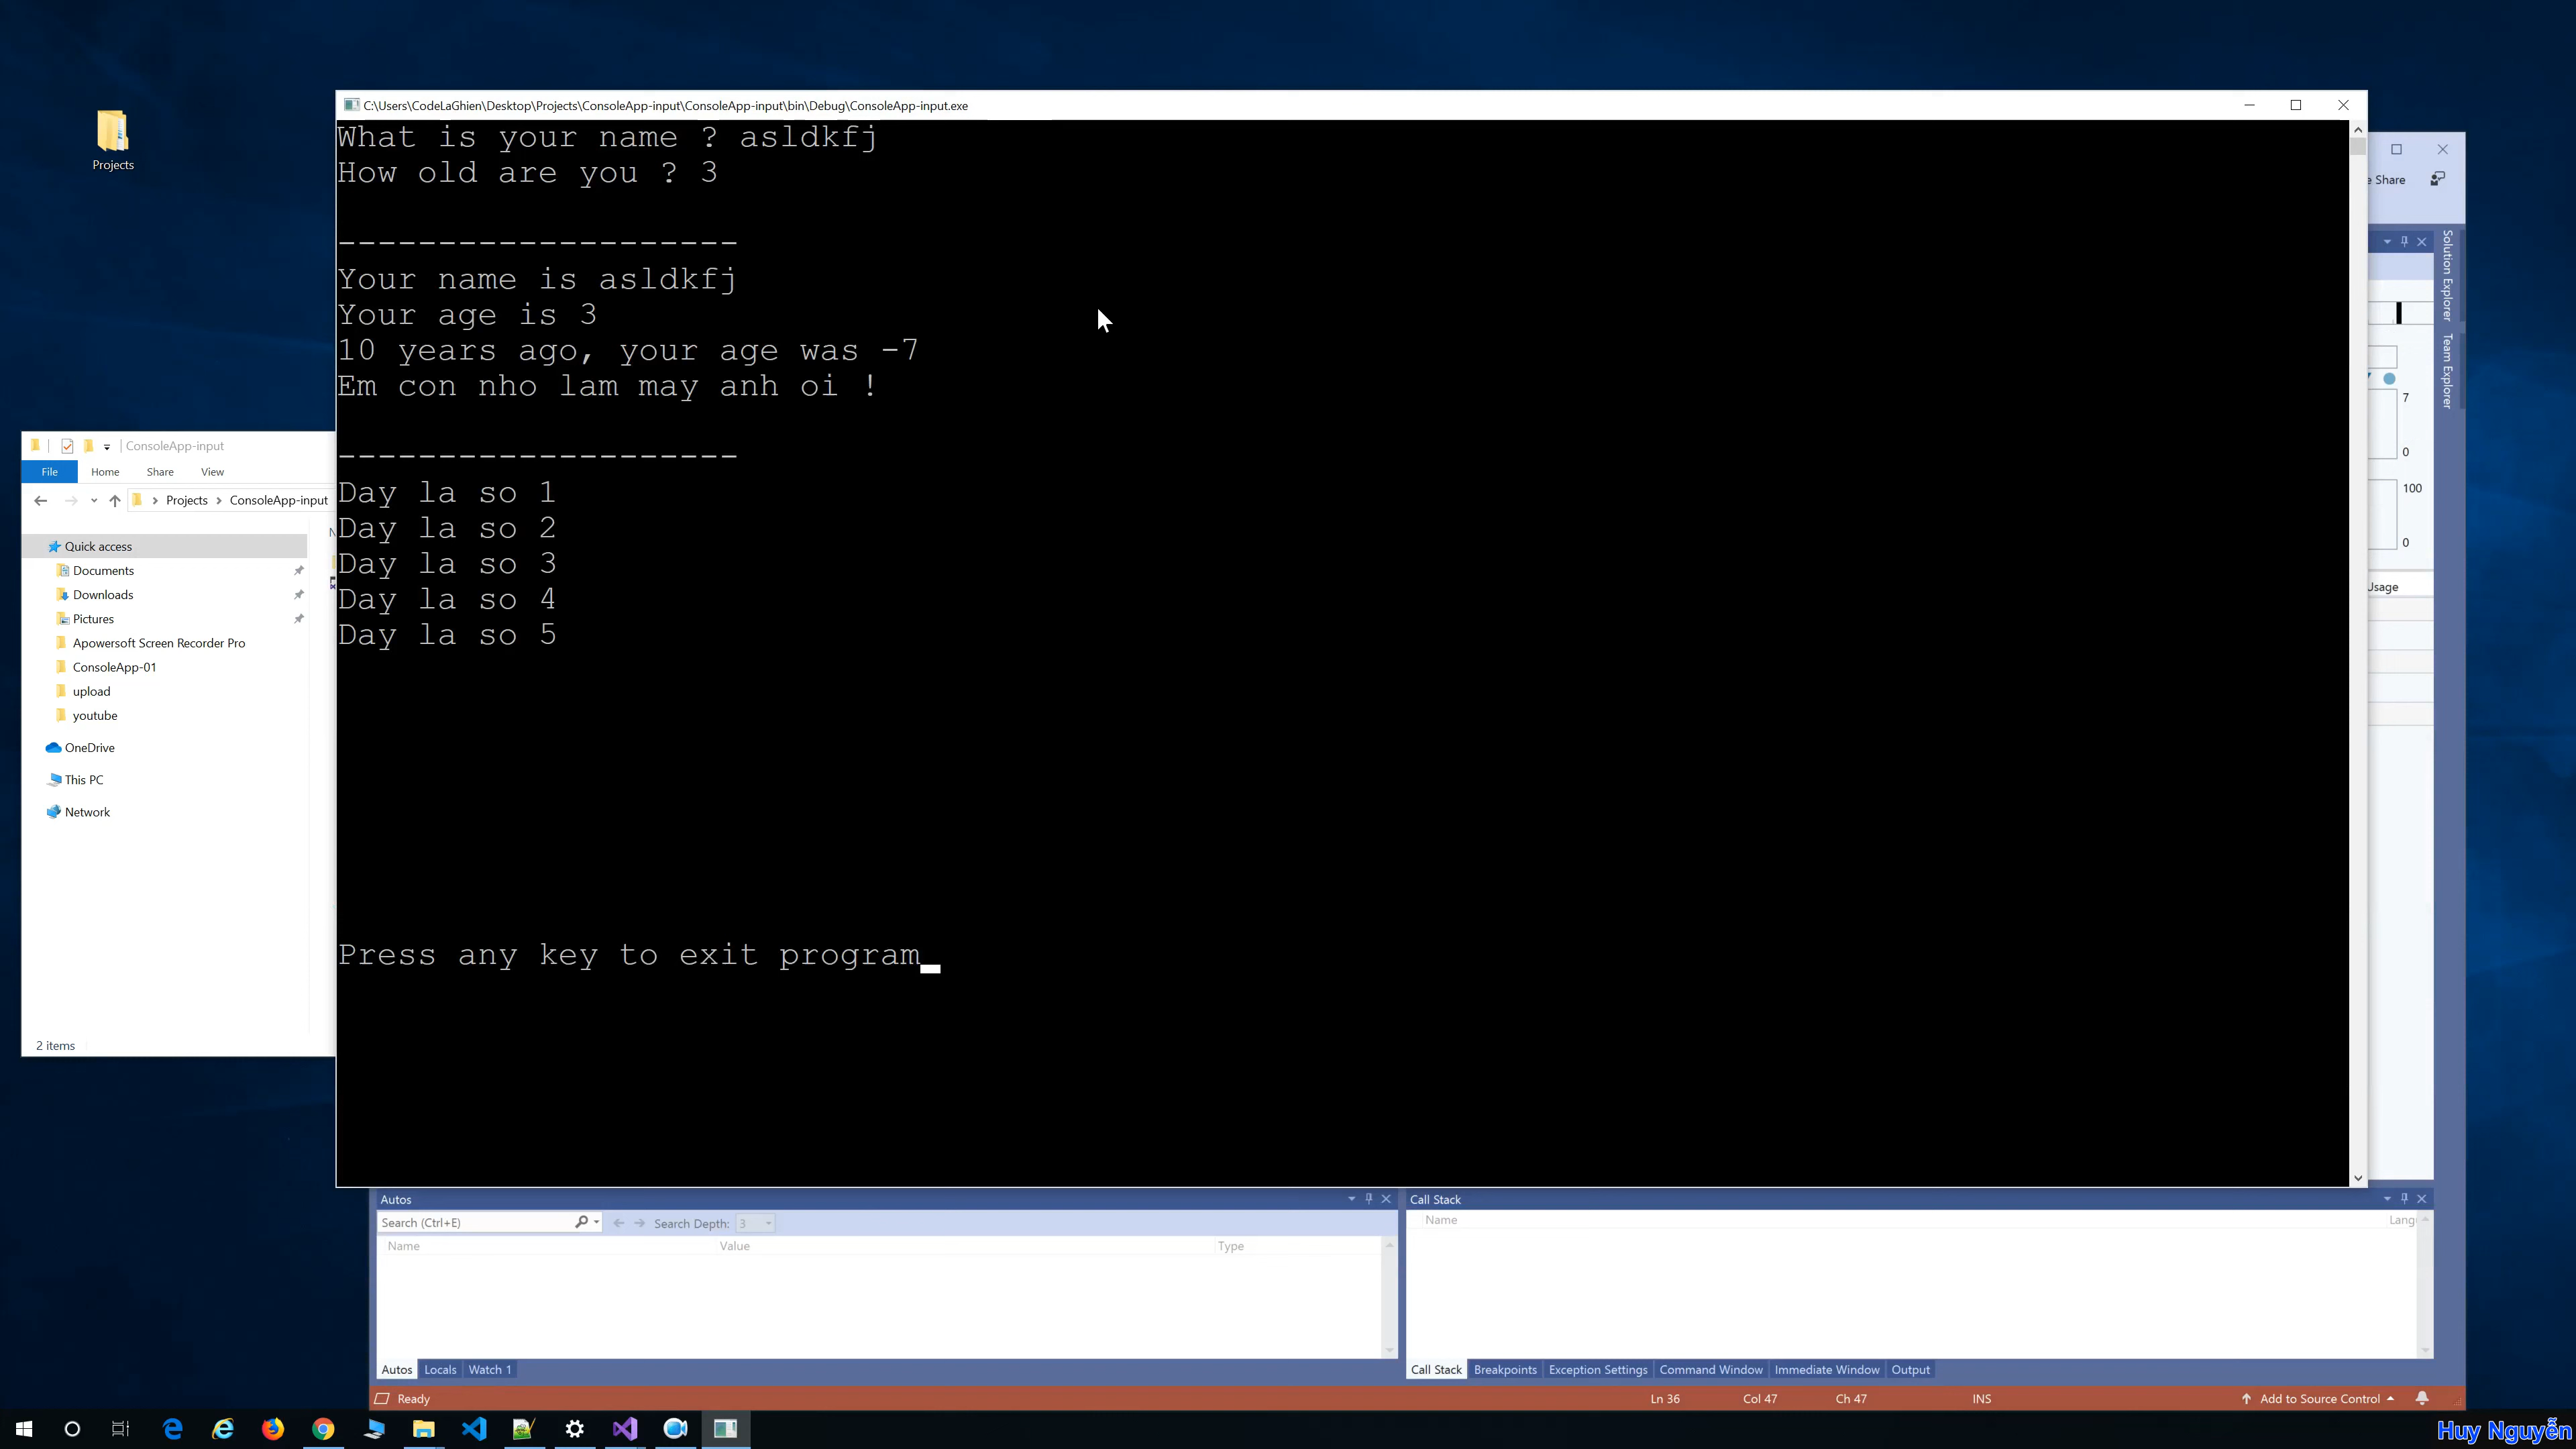 Projects
C:\Users\CodeLaGhien\Desktop\Projects\ConsoleApp-input\ConsoleApp-input\bin\Debug\ConsoleApp-input.exe
What is your name ? asldkfj
How old are you ? 3
--------------------
Your name is asldkfj
Your age is 3
10 years ago, your age was -7
Em con nho lam may anh oi !
--------------------
Day la so 1
Day la so 2
Day la so 3
Day la so 4
Day la so 5
Press any key to exit program
ConsoleApp-input
File Home Share View
Projects > ConsoleApp-input
Quick access
Documents
Downloads
Pictures
Apowersoft Screen Recorder Pro
ConsoleApp-01
upload
youtube
OneDrive
This PC
Network
2 items
Share
Solution Explorer
Team Explorer
7
0
100
0
Usage
Autos
Search (Ctrl+E) Search Depth: 3
Name Value Type
Autos Locals Watch 1
Call Stack
Name
Call Stack Breakpoints Exception Settings Command Window Immediate Window Output
Ready Ln 36 Col 47 Ch 47 INS Add to Source Control
Huy Nguyễn